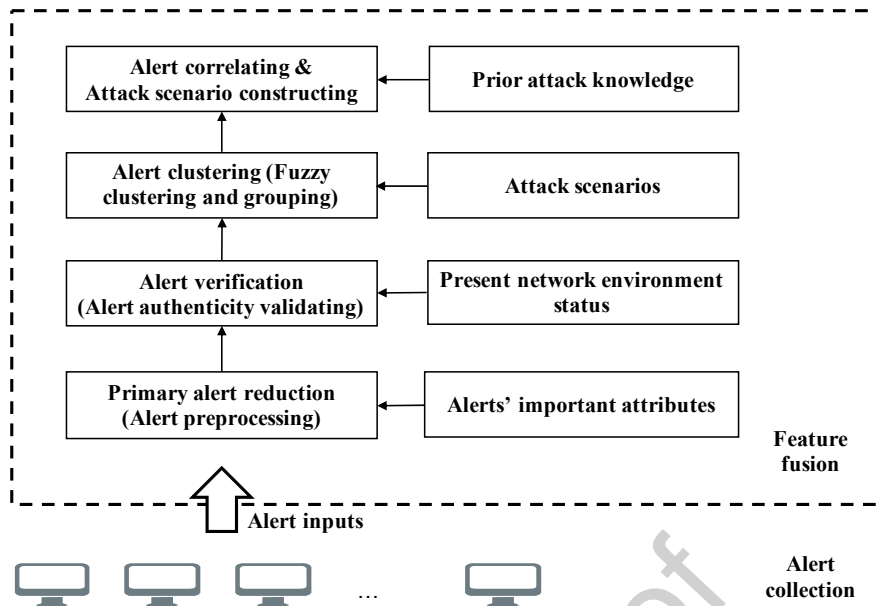 Alert correlating &
Attack scenario constructing
Prior attack knowledge
Alert clustering (Fuzzy
clustering and grouping)
Attack scenarios
Alert verification
(Alert authenticity validating)
Present network environment
status
Primary alert reduction
(Alert preprocessing)
Alerts’ important attributes
Feature
fusion
Alert inputs
...
Alert
collection